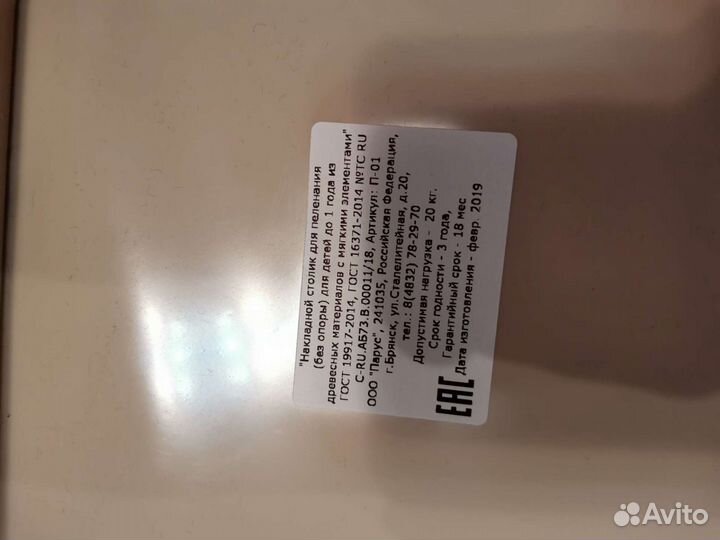 "Накладной столик для пеленания
(без опоры) для детей до 1 года из
древесных материалов с мягкими элементами"
ГОСТ 19917-2014, ГОСТ 16371-2014 №ТС RU
С-RU.АБ73.В.00011/18, Артикул: П-01
ООО "Парус", 241035, Российская Федерация,
г.Брянск, ул.Сталелитейная, д.20,
тел.: 8(4832) 78-29-70
Допустимая нагрузка - 20 кг.
Срок годности - 3 года,
Гарантийный срок - 18 мес
Дата изготовления - февр. 2019
EAC
Avito